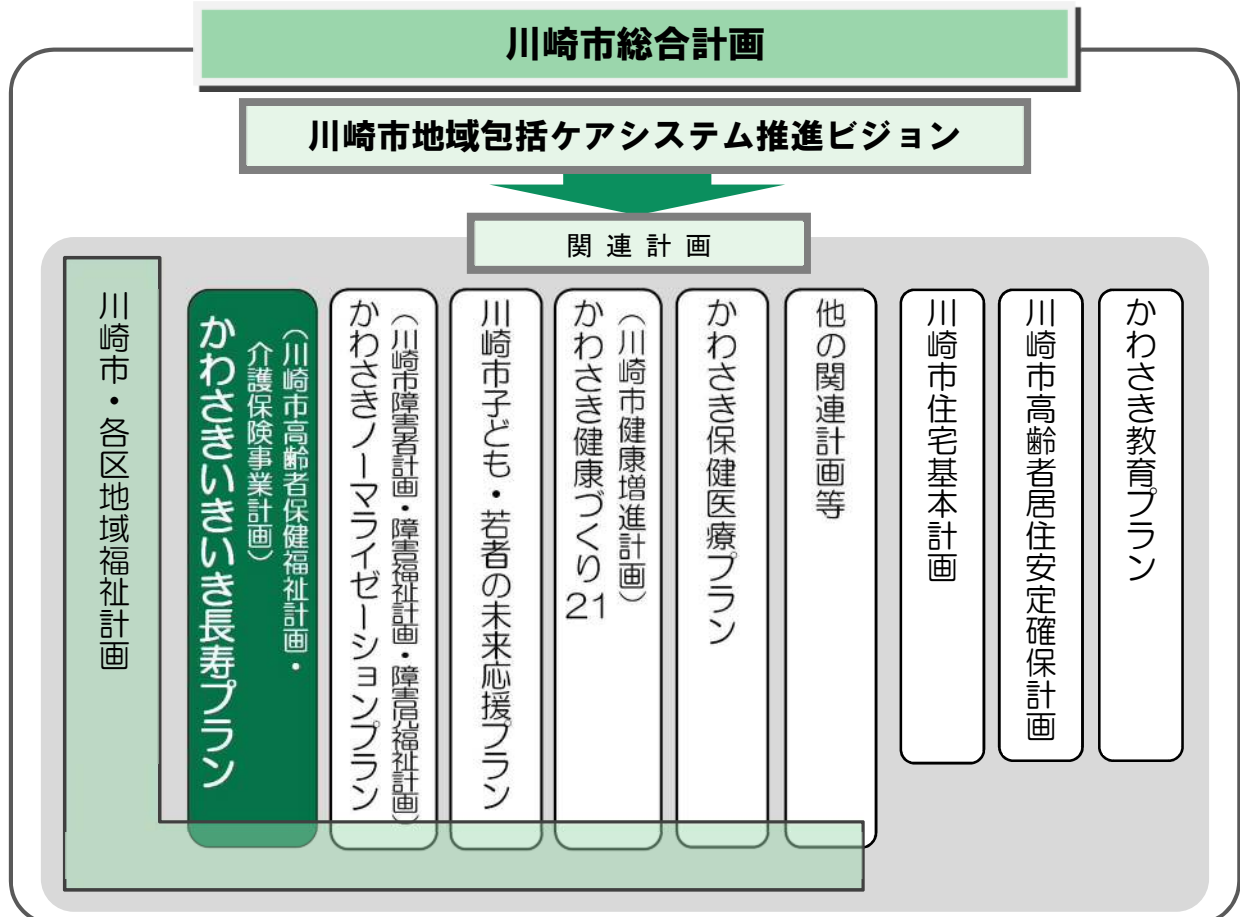 川崎市総合計画
川崎市地域包括ケアシステム推進ビジョン
関連計画
川崎市・各区地域福祉計画
（川崎市高齢者保健福祉計画・
介護保険事業計画）
かわさきいきいき長寿プラン
（川崎市障害者計画・障害福祉計画・障害児福祉計画）
かわさきノーマライゼーションプラン
川崎市子ども・若者の未来応援プラン
（川崎市健康増進計画）
かわさき健康づくり21
かわさき保健医療プラン
他の関連計画等
川崎市住宅基本計画
川崎市高齢者居住安定確保計画
かわさき教育プラン